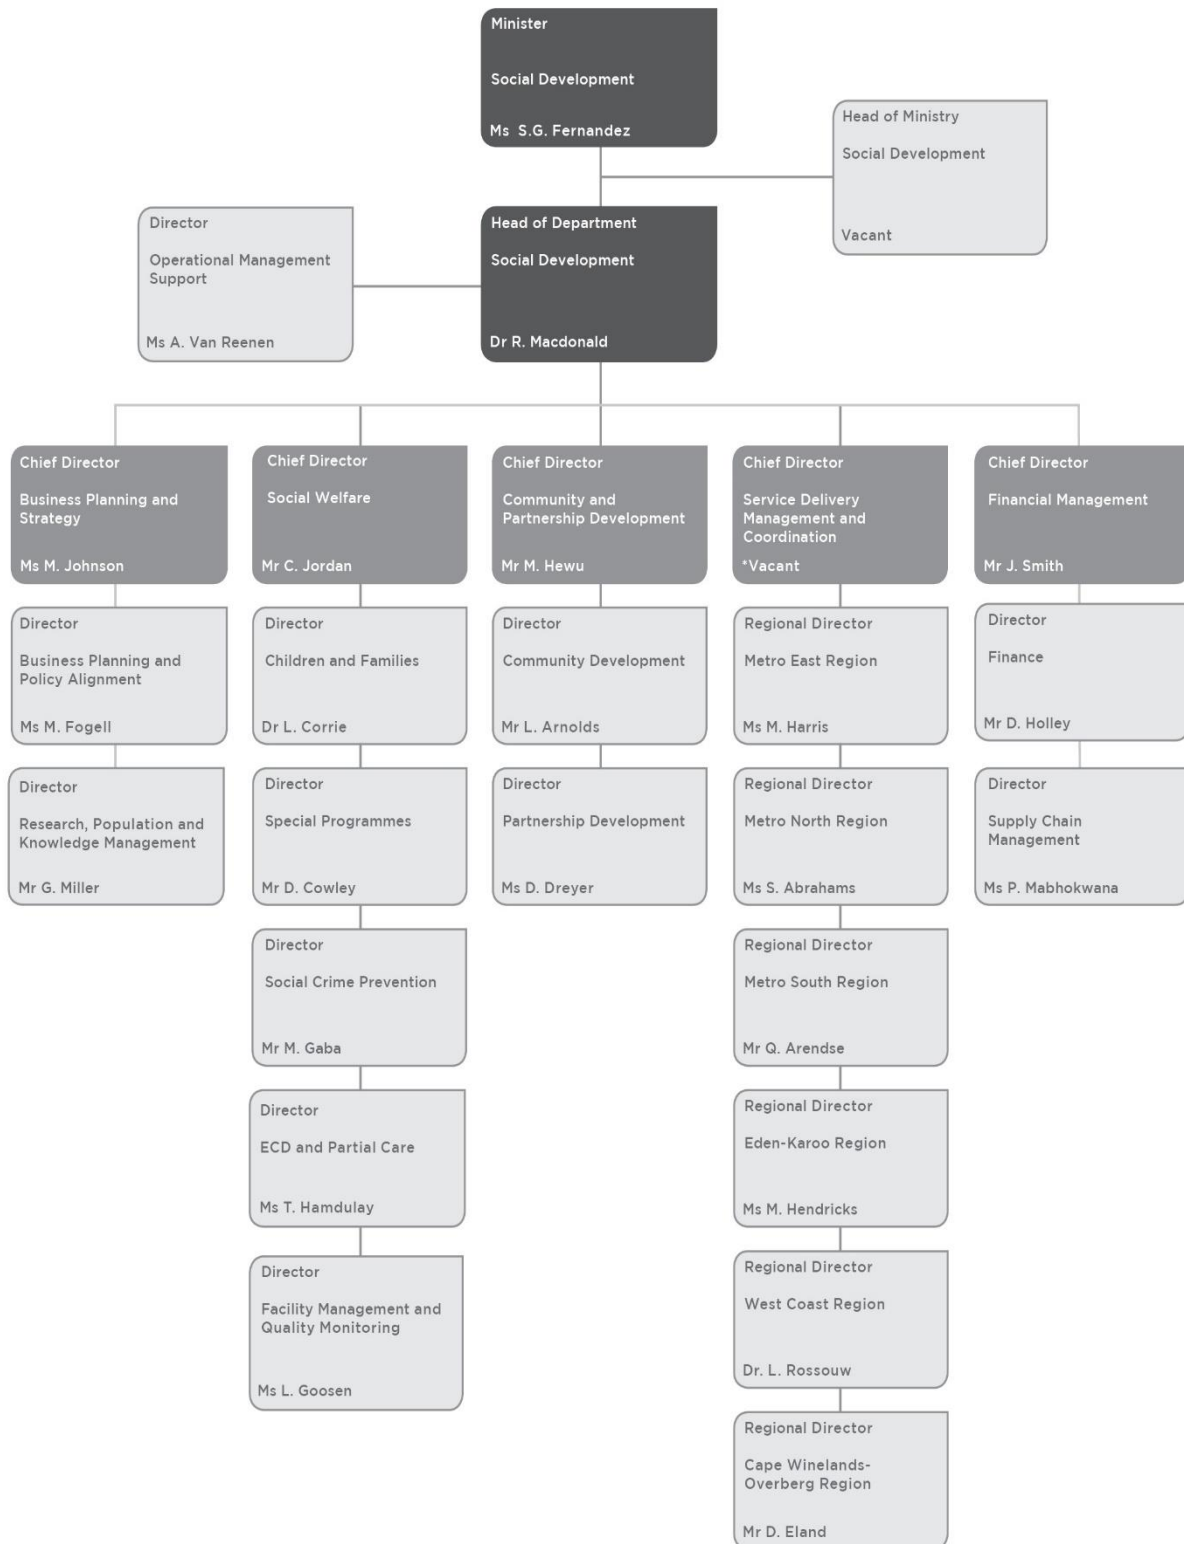 Minister
Social Development
Ms S.G. Fernandez
Head of Ministry
Social Development
Vacant
Director
Operational Management
Support
Ms A. Van Reenen
Head of Department
Social Development
Dr R. Macdonald
Chief Director
Business Planning and
Strategy
Ms M. Johnson
Chief Director
Social Welfare
Mr C. Jordan
Chief Director
Community and
Partnership Development
Mr M. Hewu
Chief Director
Service Delivery
Management and
Coordination
*Vacant
Chief Director
Financial Management
Mr J. Smith
Director
Business Planning and
Policy Alignment
Ms M. Fogell
Director
Children and Families
Dr L. Corrie
Director
Community Development
Mr L. Arnolds
Regional Director
Metro East Region
Ms M. Harris
Director
Finance
Mr D. Holley
Director
Research, Population and
Knowledge Management
Mr G. Miller
Director
Special Programmes
Mr D. Cowley
Director
Partnership Development
Ms D. Dreyer
Regional Director
Metro North Region
Ms S. Abrahams
Director
Supply Chain
Management
Ms P. Mabhokwana
Director
Social Crime Prevention
Mr M. Gaba
Regional Director
Metro South Region
Mr Q. Arendse
Director
ECD and Partial Care
Ms T. Hamdulay
Regional Director
Eden-Karoo Region
Ms M. Hendricks
Director
Facility Management and
Quality Monitoring
Ms L. Goosen
Regional Director
West Coast Region
Dr. L. Rossouw
Regional Director
Cape Winelands-
Overberg Region
Mr D. Eland